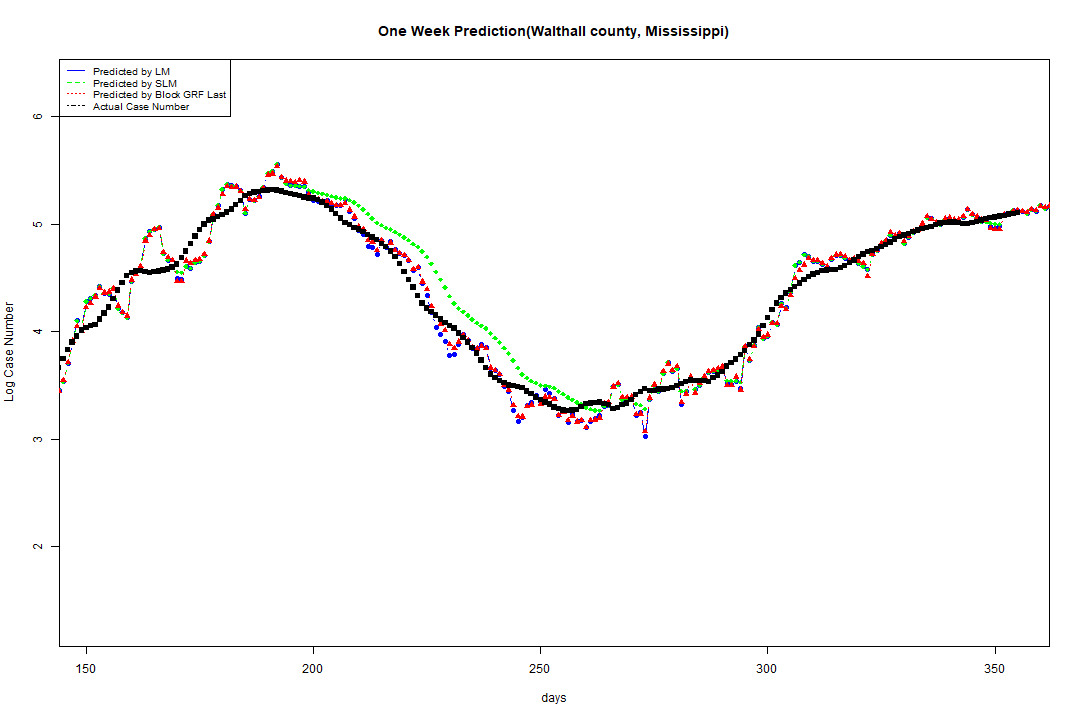 One Week Prediction(Walthall county, Mississippi)
Predicted by LM
Predicted by SLM
Predicted by Block GRF Last
Actual Case Number
6
5
4
3
2
Log Case Number
150 200 250 300 350
days